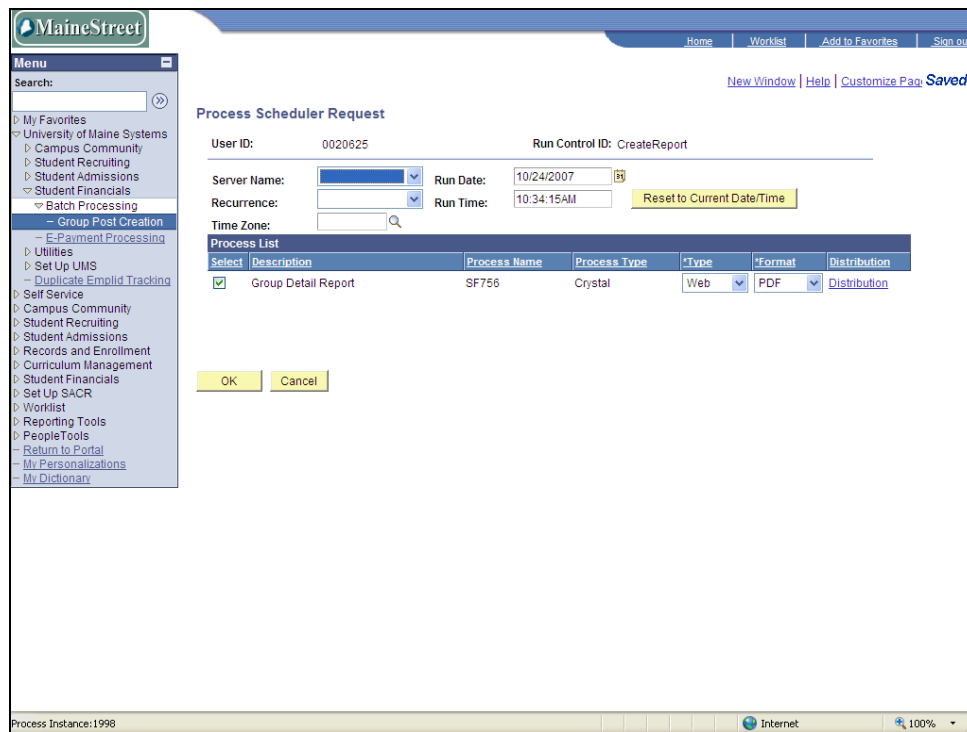 MaineStreet
Home Worklist Add to Favorites Sign ou
Menu
Search:
My Favorites
University of Maine Systems
Campus Community
Student Recruiting
Student Admissions
Student Financials
Batch Processing
– Group Post Creation
– E-Payment Processing
Utilities
Set Up UMS
– Duplicate Emplid Tracking
Self Service
Campus Community
Student Recruiting
Student Admissions
Records and Enrollment
Curriculum Management
Student Financials
Set Up SACR
Worklist
Reporting Tools
PeopleTools
– Return to Portal
– My Personalizations
– My Dictionary
New Window | Help | Customize Pag Saved
Process Scheduler Request
User ID: 0020625 Run Control ID: CreateReport
Server Name: Run Date: 10/24/2007
Recurrence: Run Time: 10:34:15AM Reset to Current Date/Time
Time Zone:
Process List
Select Description Process Name Process Type *Type *Format Distribution
Group Detail Report SF756 Crystal Web PDF Distribution
OK Cancel
Process Instance:1998 Internet 100%